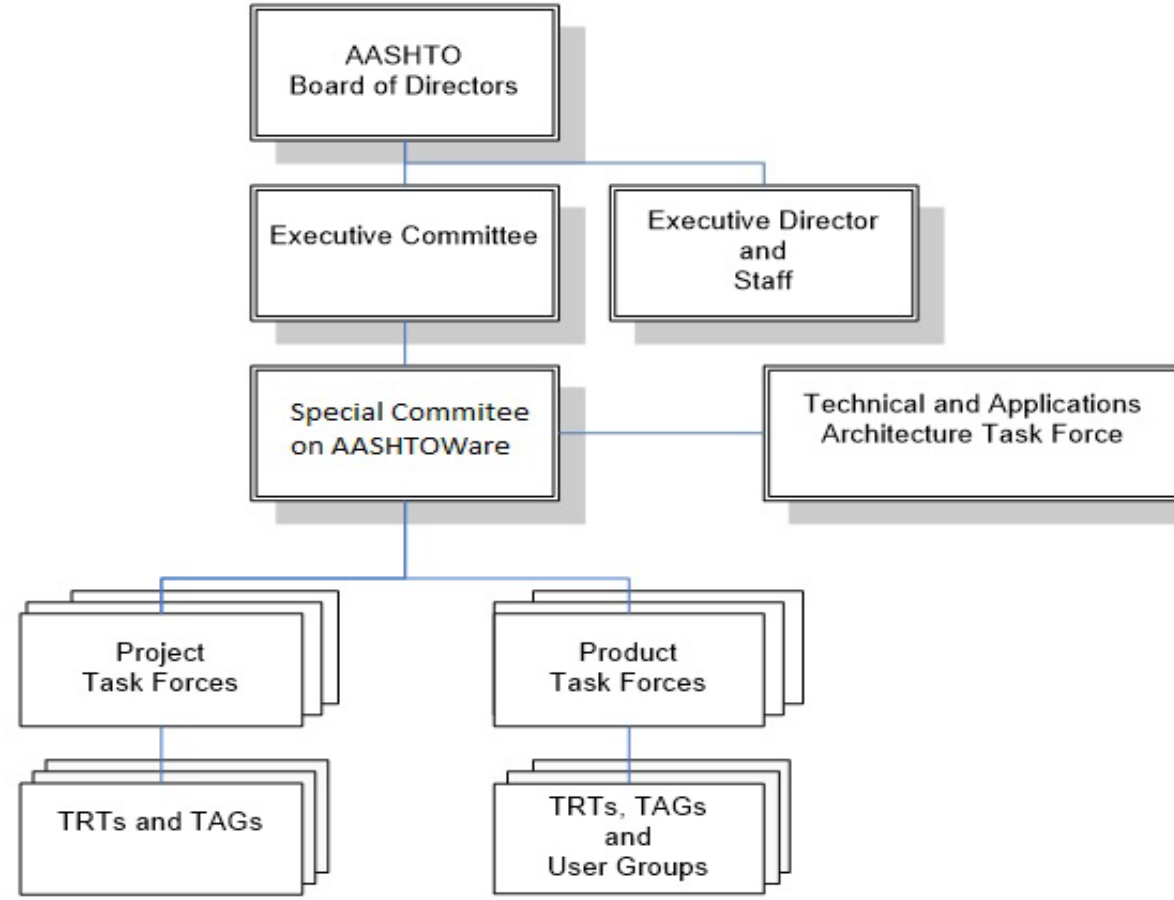 AASHTO
Board of Directors
Executive Committee
Executive Director
and
Staff
Special Commitee
on AASHTOWare
Technical and Applications
Architecture Task Force
Project
Task Forces
Product
Task Forces
TRTs and TAGs
TRTs, TAGs
and
User Groups